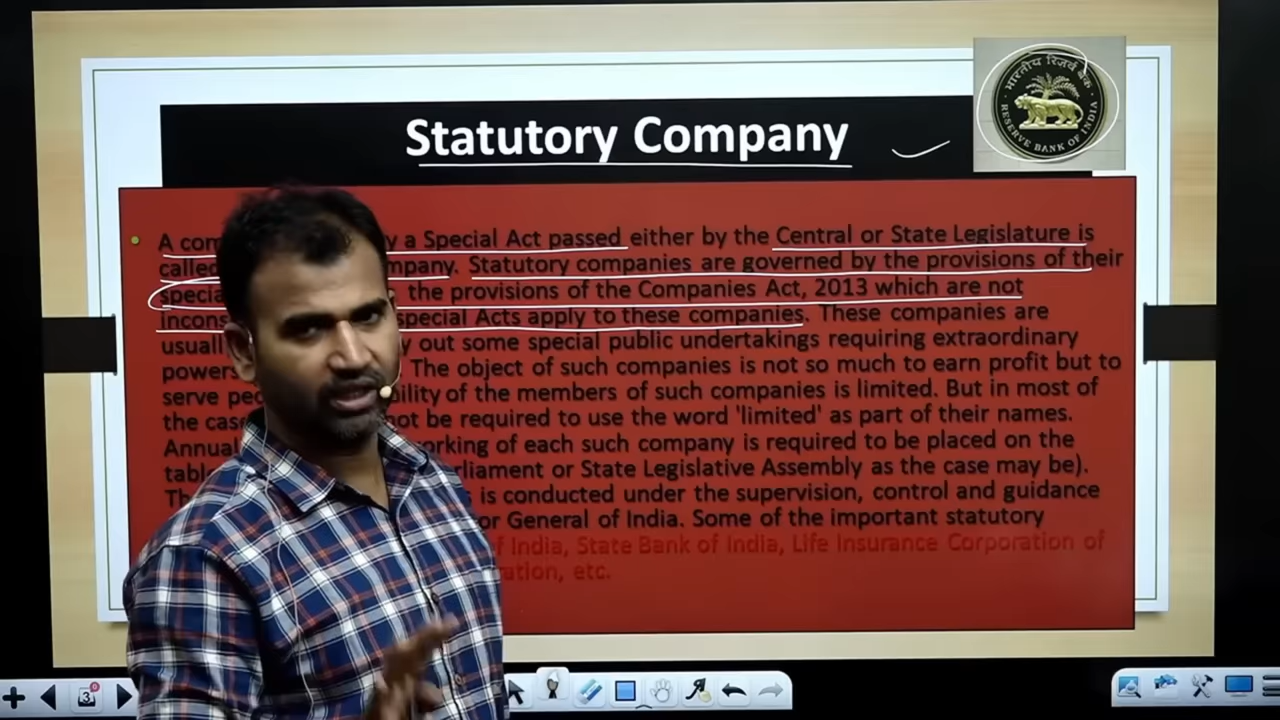 भारतीय रिज़र्व बैंक
RESERVE BANK OF INDIA
Statutory Company
A com y a Special Act passed either by the Central or State Legislature is
called mpany. Statutory companies are governed by the provisions of their
specia the provisions of the Companies Act, 2013 which are not
incons special Acts apply to these companies. These companies are
usuall y out some special public undertakings requiring extraordinary
powers The object of such companies is not so much to earn profit but to
serve peo bility of the members of such companies is limited. But in most of
the case not be required to use the word 'limited' as part of their names.
Annual orking of each such company is required to be placed on the
table rliament or State Legislative Assembly as the case may be).
Th s is conducted under the supervision, control and guidance
or General of India. Some of the important statutory
f India, State Bank of India, Life Insurance Corporation of
ation, etc.
3